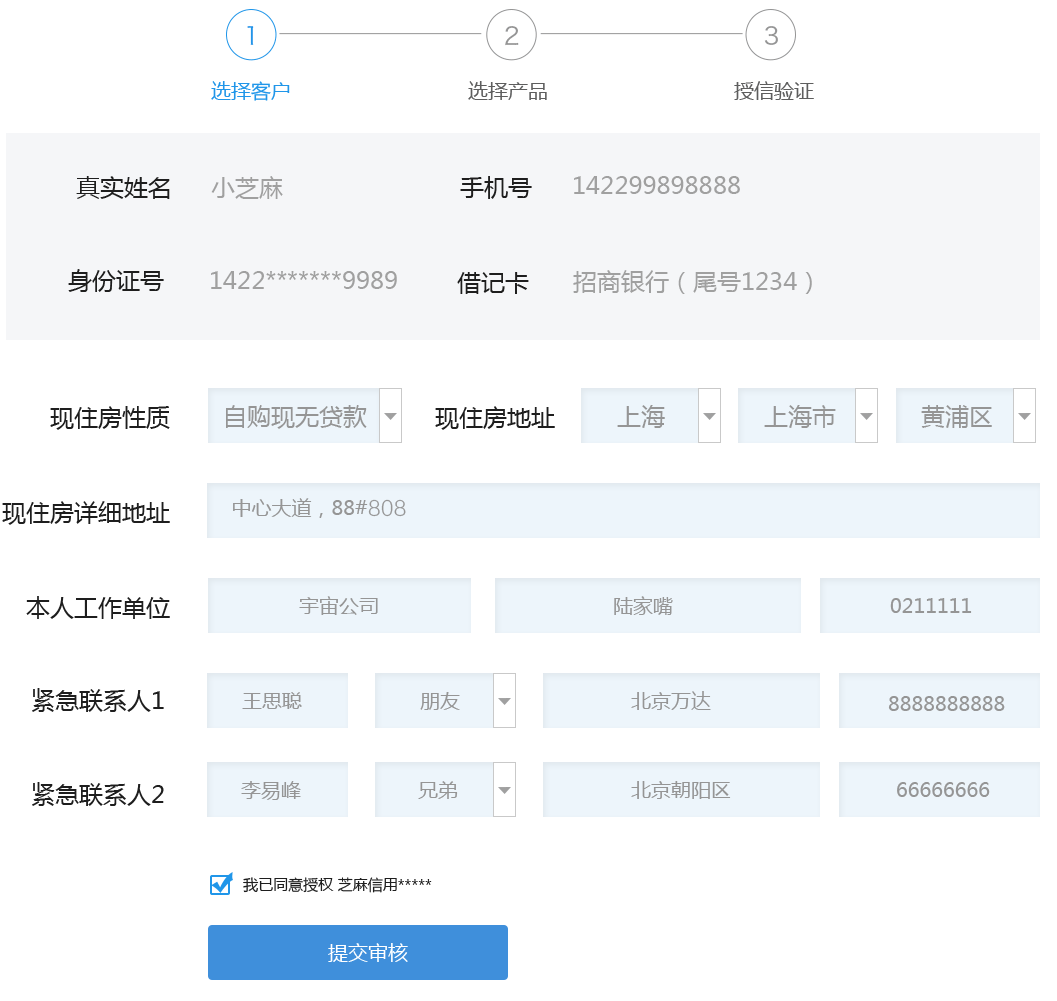 1 2 3
选择客户 选择产品 授信验证
真实姓名 小芝麻 手机号 142299898888
身份证号 1422*******9989 借记卡 招商银行（尾号1234）
现住房性质 自购现无贷款 现住房地址 上海 上海市 黄浦区
现住房详细地址 中心大道，88#808
本人工作单位 宇宙公司 陆家嘴 0211111
紧急联系人1 王思聪 朋友 北京万达 8888888888
紧急联系人2 李易峰 兄弟 北京朝阳区 66666666
我已同意授权 芝麻信用*****
提交审核